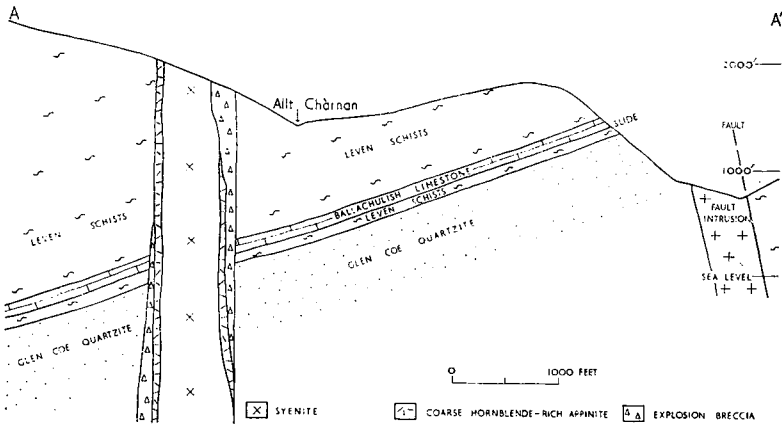 A
A'
2000'
Allt Chàrnan
SLIDE
FAULT
LEVEN SCHISTS
1000'
BALLACHULISH LIMESTONE
LEVEN SCHISTS
FAULT
INTRUSION
LEVEN SCHISTS
GLEN COE QUARTZITE
SEA LEVEL
GLEN COE QUARTZITE
0 1000 FEET
SYENITE
COARSE HORNBLENDE-RICH APPINITE
EXPLOSION BRECCIA